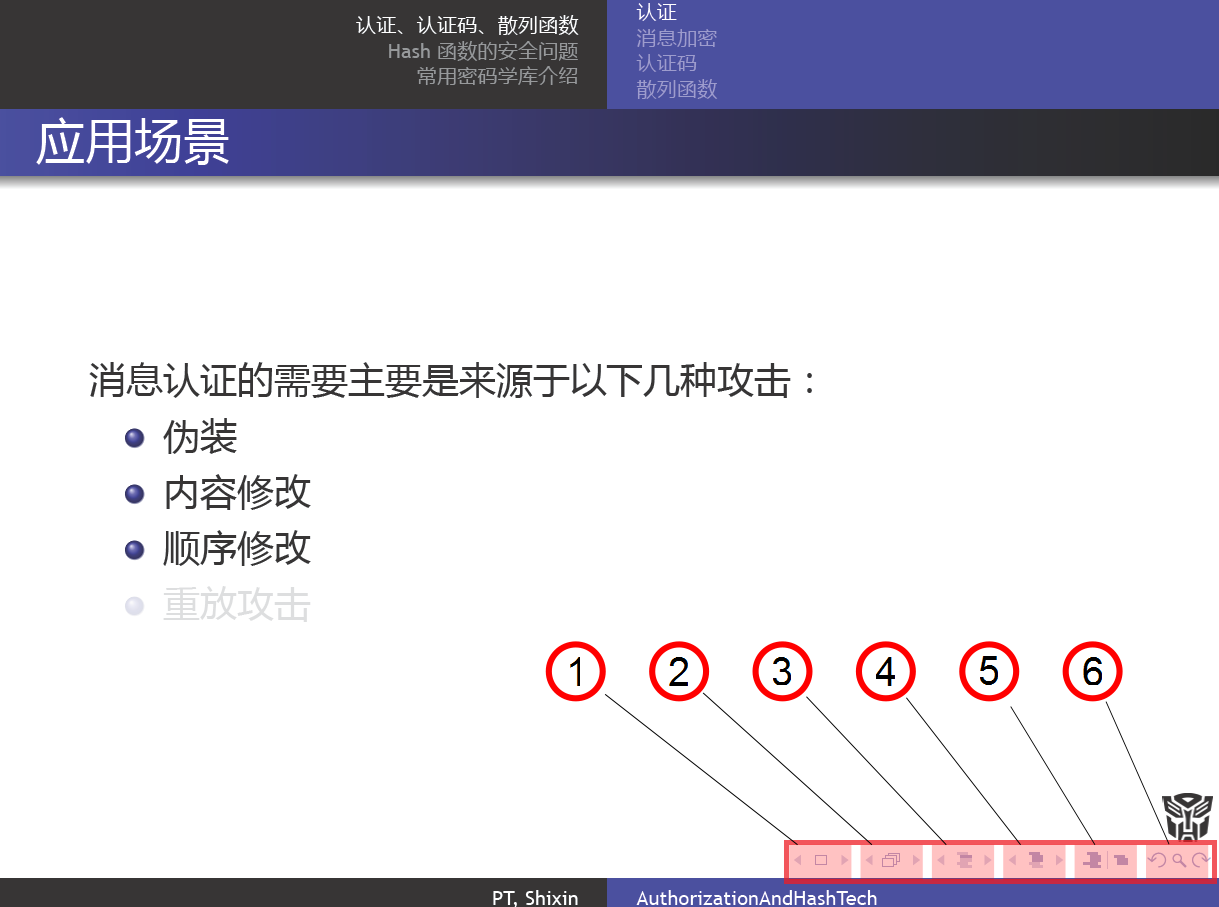 认证、认证码、散列函数
Hash 函数的安全问题
常用密码学库介绍
认证
消息加密
认证码
散列函数
应用场景
消息认证的需要主要是来源于以下几种攻击：
伪装
内容修改
顺序修改
重放攻击
1 2 3 4 5 6
PT, Shixin
AuthorizationAndHashTech